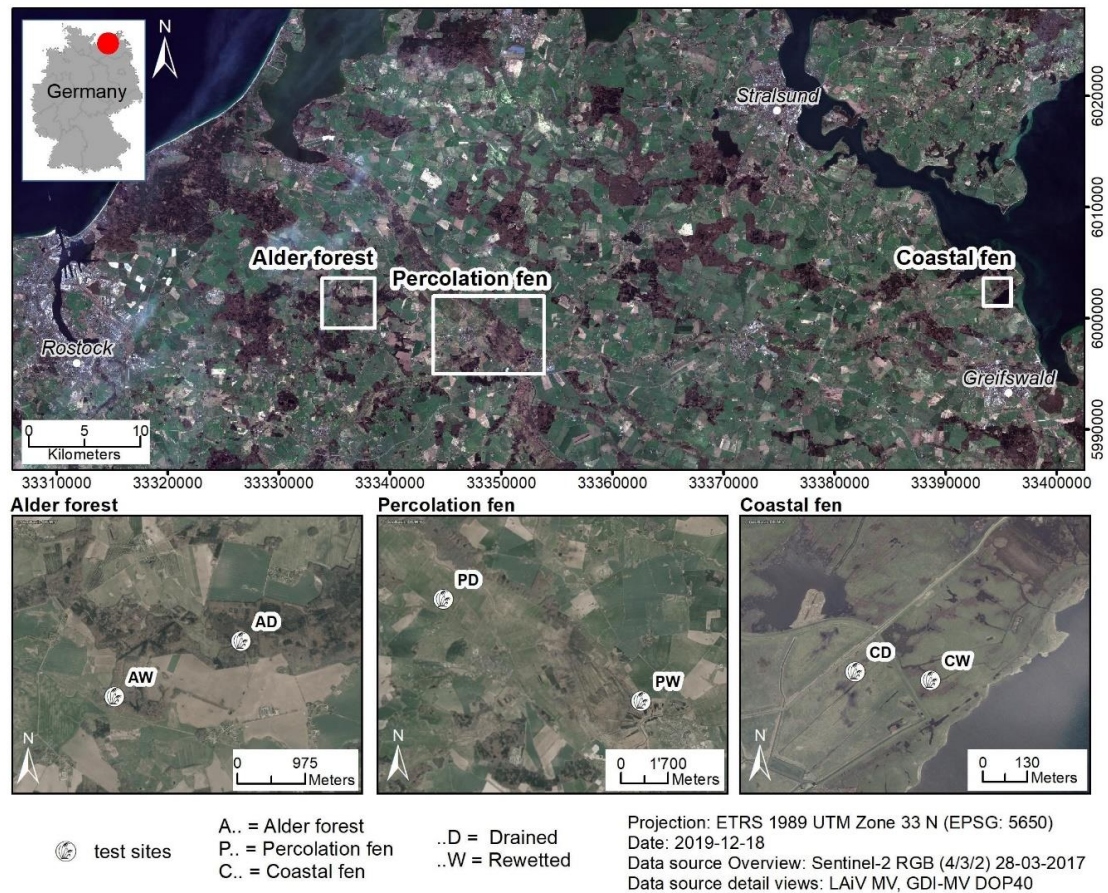 Germany
N
Stralsund
Alder forest
Percolation fen
Coastal fen
Rostock
Greifswald
0 5 10
Kilometers
6020000
6010000
6000000
5990000
33310000 33320000 33330000 33340000 33350000 33360000 33370000 33380000 33390000 33400000
Alder forest
AD
AW
N
0 975
Meters
Percolation fen
PD
PW
N
0 1'700
Meters
Coastal fen
CD
CW
N
0 130
Meters
test sites
A.. = Alder forest
P.. = Percolation fen
C.. = Coastal fen
..D = Drained
..W = Rewetted
Projection: ETRS 1989 UTM Zone 33 N (EPSG: 5650)
Date: 2019-12-18
Data source Overview: Sentinel-2 RGB (4/3/2) 28-03-2017
Data source detail views: LAiV MV, GDI-MV DOP40